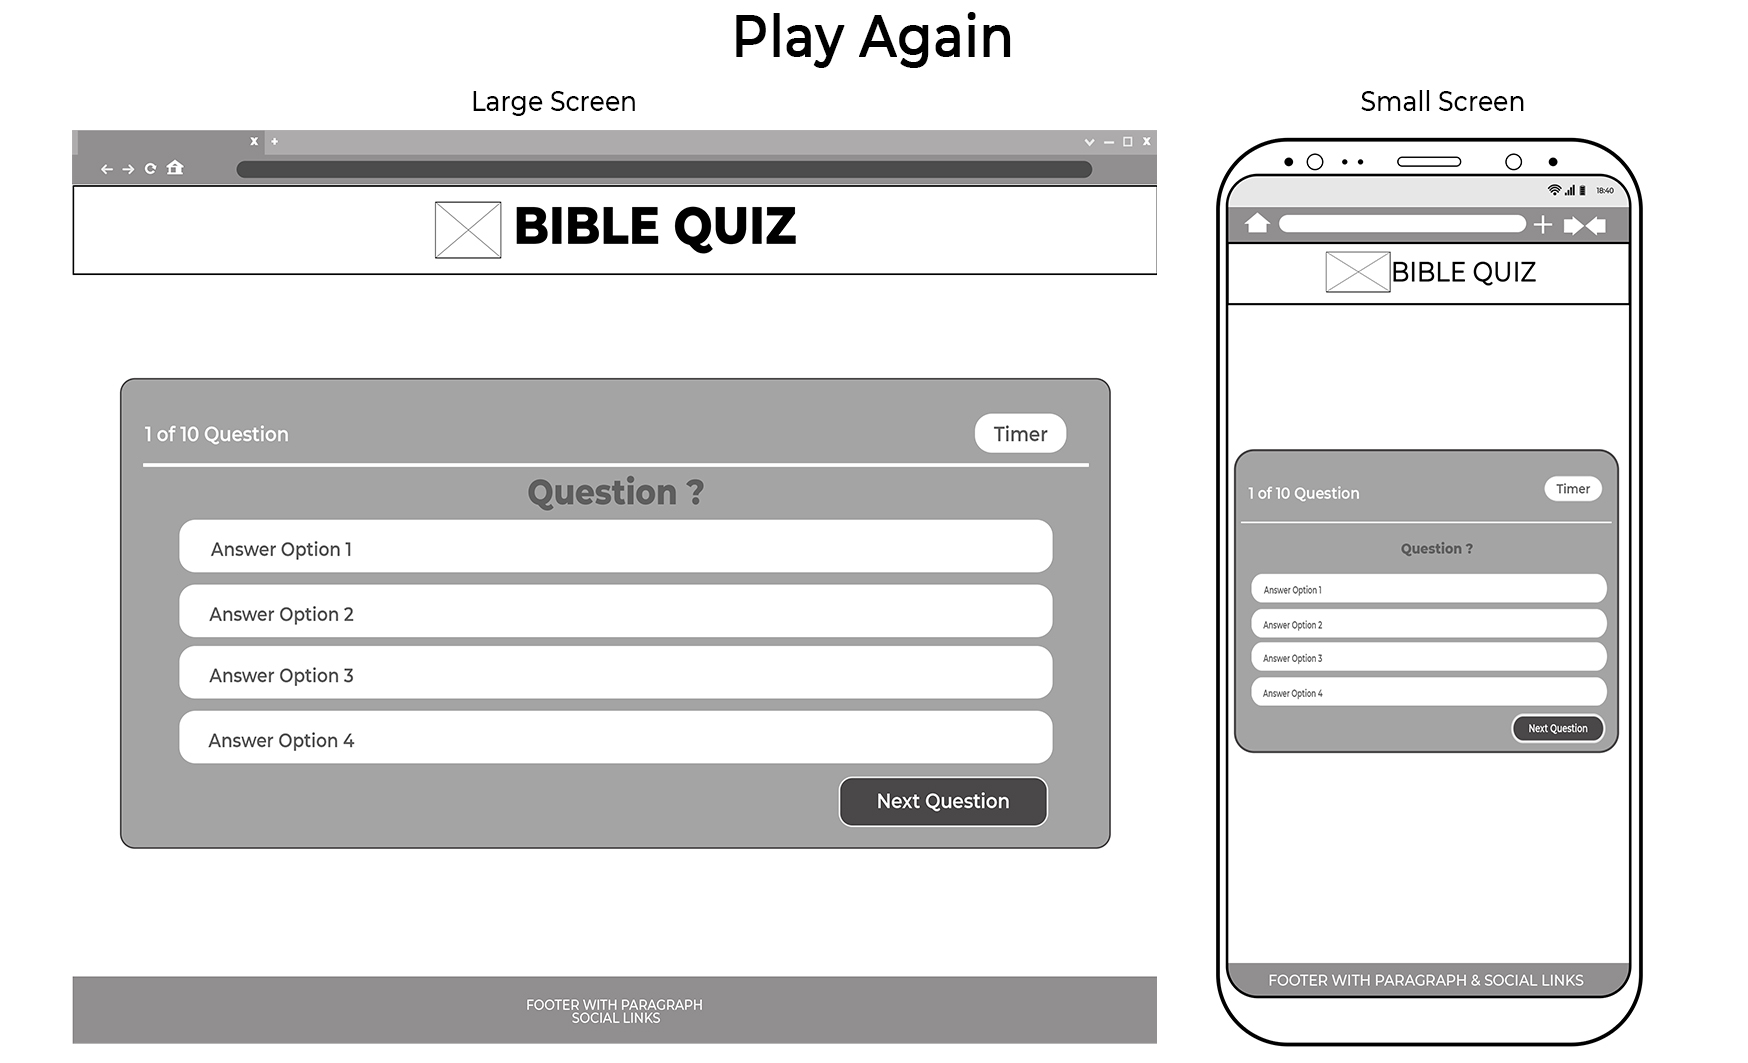 Play Again
Large Screen
x +
x
BIBLE QUIZ
1 of 10 Question
Timer
Question ?
Answer Option 1
Answer Option 2
Answer Option 3
Answer Option 4
Next Question
FOOTER WITH PARAGRAPH
SOCIAL LINKS
Small Screen
18:40
BIBLE QUIZ
1 of 10 Question
Timer
Question ?
Answer Option 1
Answer Option 2
Answer Option 3
Answer Option 4
Next Question
FOOTER WITH PARAGRAPH & SOCIAL LINKS